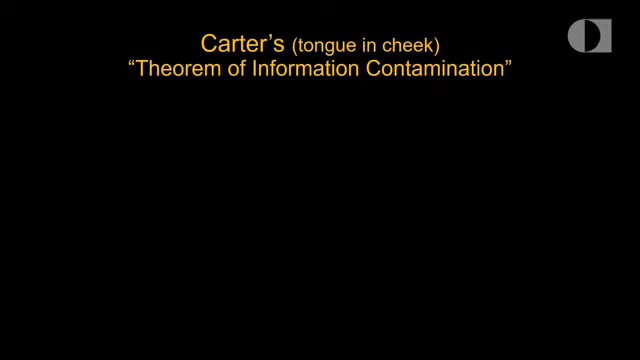 Carter’s (tongue in cheek)
“Theorem of Information Contamination”